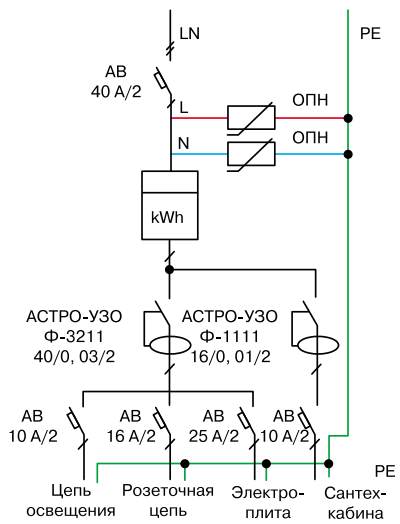 LN
PE
АВ
40 А/2
L
ОПН
N
ОПН
kWh
АСТРО-УЗО
Ф-3211
40/0, 03/2
АСТРО-УЗО
Ф-1111
16/0, 01/2
АВ
10 А/2
АВ
16 А/2
АВ
25 А/2
АВ
10 А/2
PE
Цепь
освещения
Розеточная
цепь
Электро-
плита
Сантех-
кабина